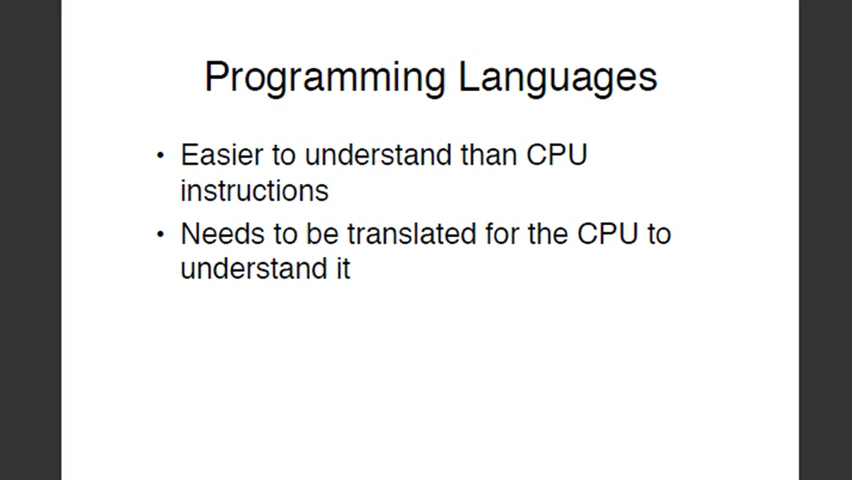 Programming Languages
• Easier to understand than CPU
instructions
• Needs to be translated for the CPU to
understand it